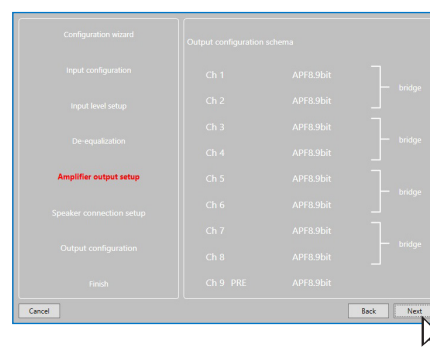 Configuration wizard
Input configuration
Input level setup
De-equalization
Amplifier output setup
Speaker connection setup
Output configuration
Finish
Output configuration schema
Ch 1 APF8.9bit
Ch 2 APF8.9bit
bridge
Ch 3 APF8.9bit
Ch 4 APF8.9bit
bridge
Ch 5 APF8.9bit
Ch 6 APF8.9bit
bridge
Ch 7 APF8.9bit
Ch 8 APF8.9bit
bridge
Ch 9 PRE APF8.9bit
Cancel Back Next